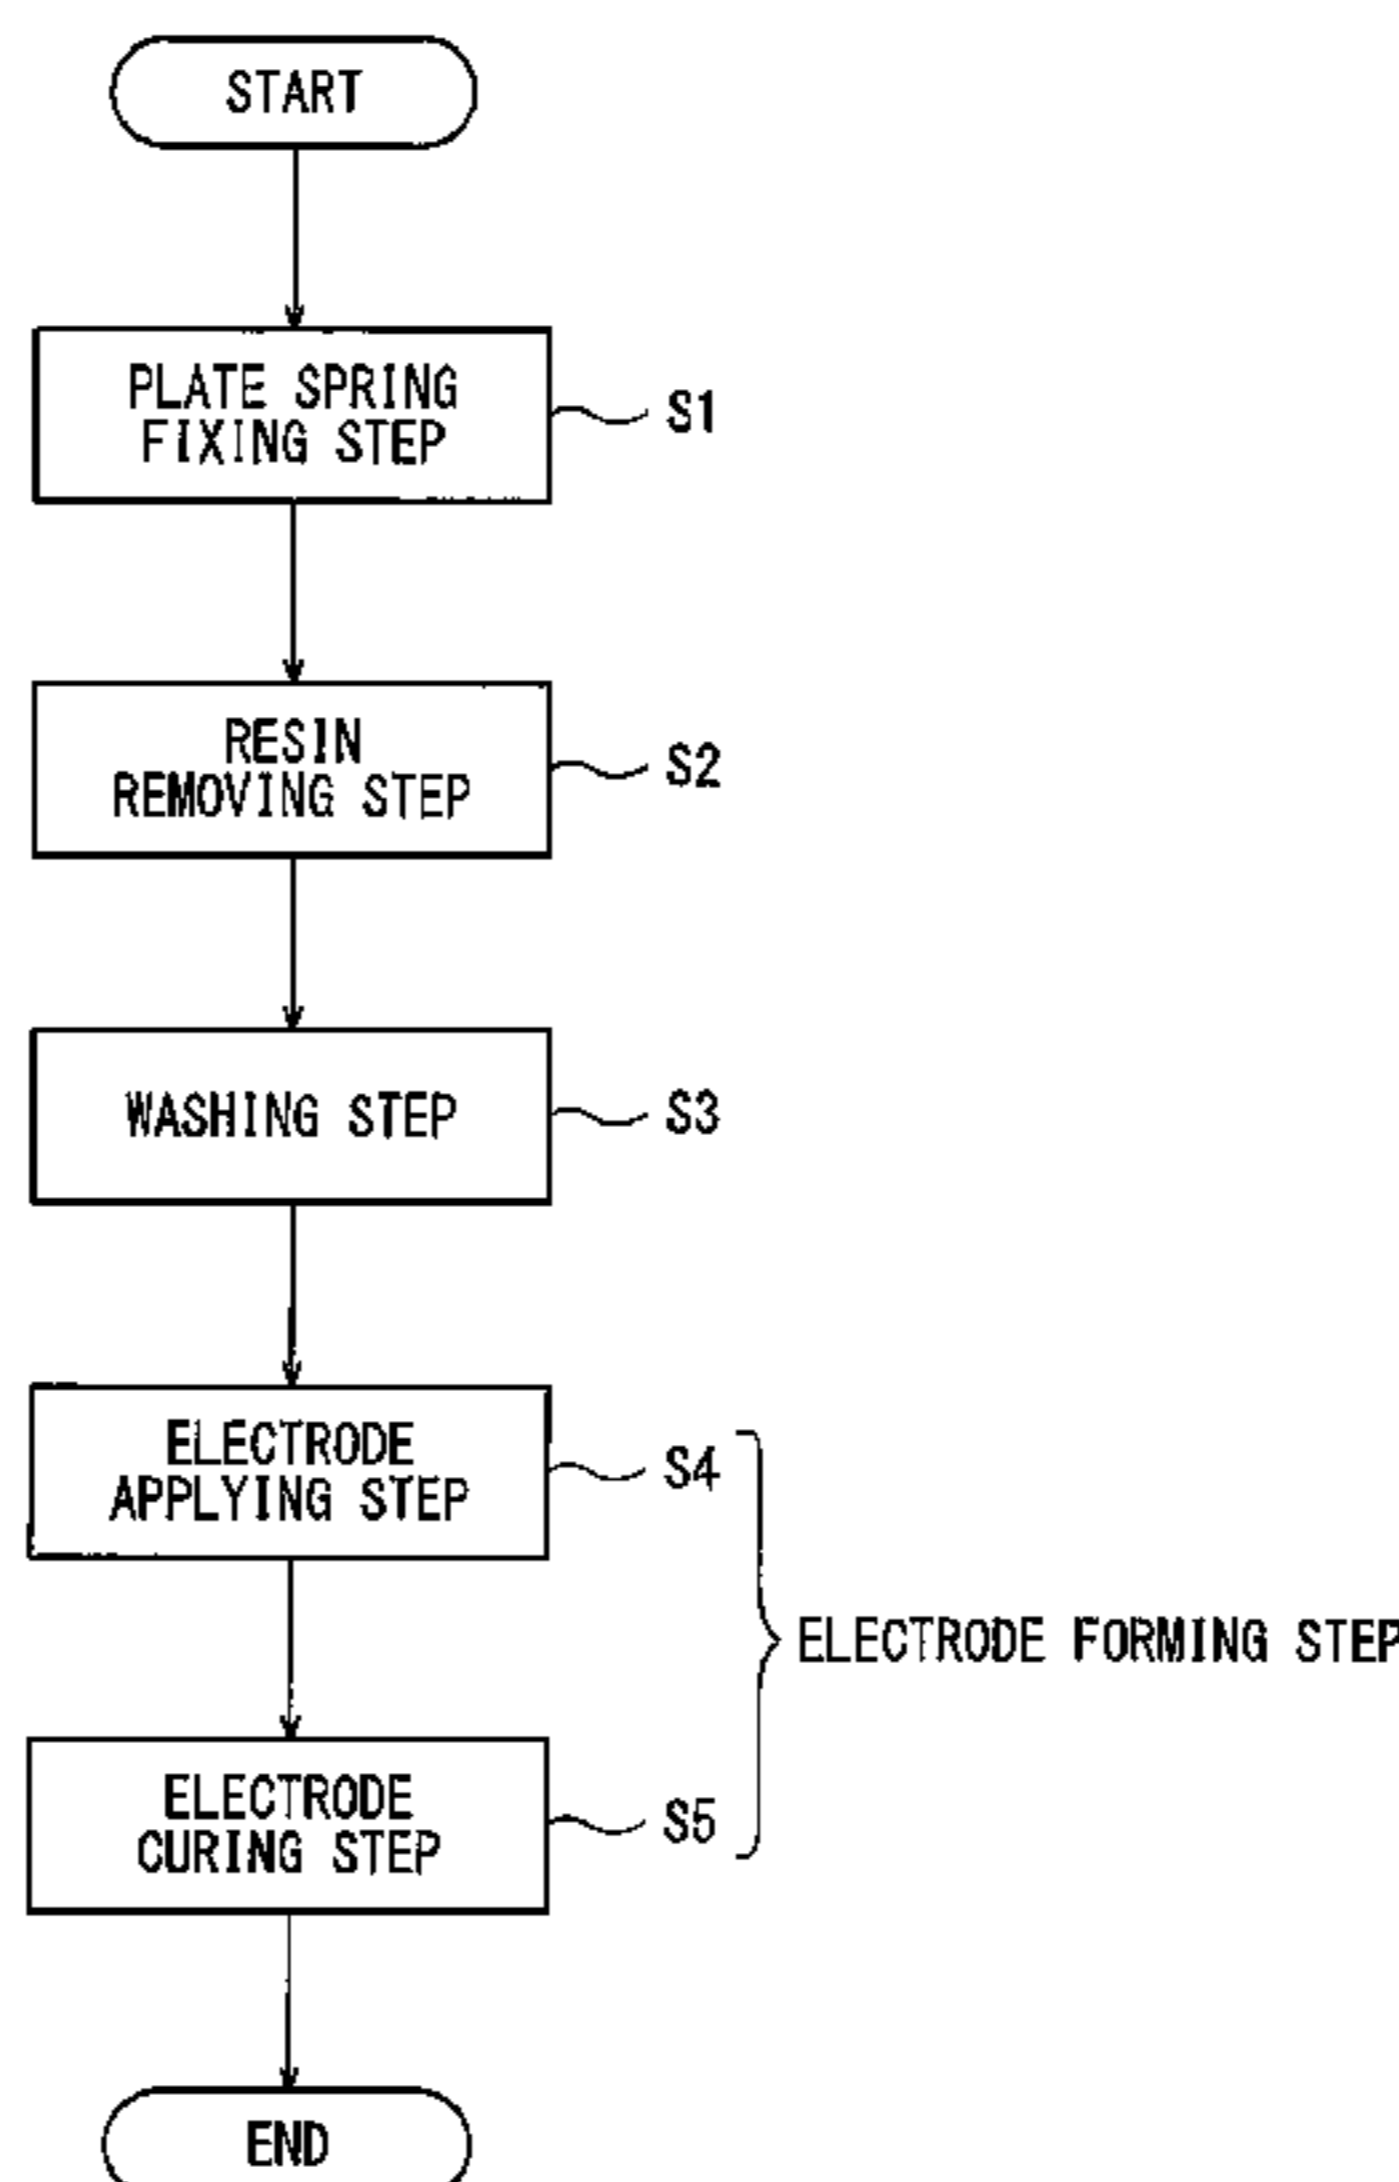 START
PLATE SPRING
FIXING STEP
S1
RESIN
REMOVING STEP
S2
WASHING STEP
S3
ELECTRODE
APPLYING STEP
S4
ELECTRODE FORMING STEP
ELECTRODE
CURING STEP
S5
END